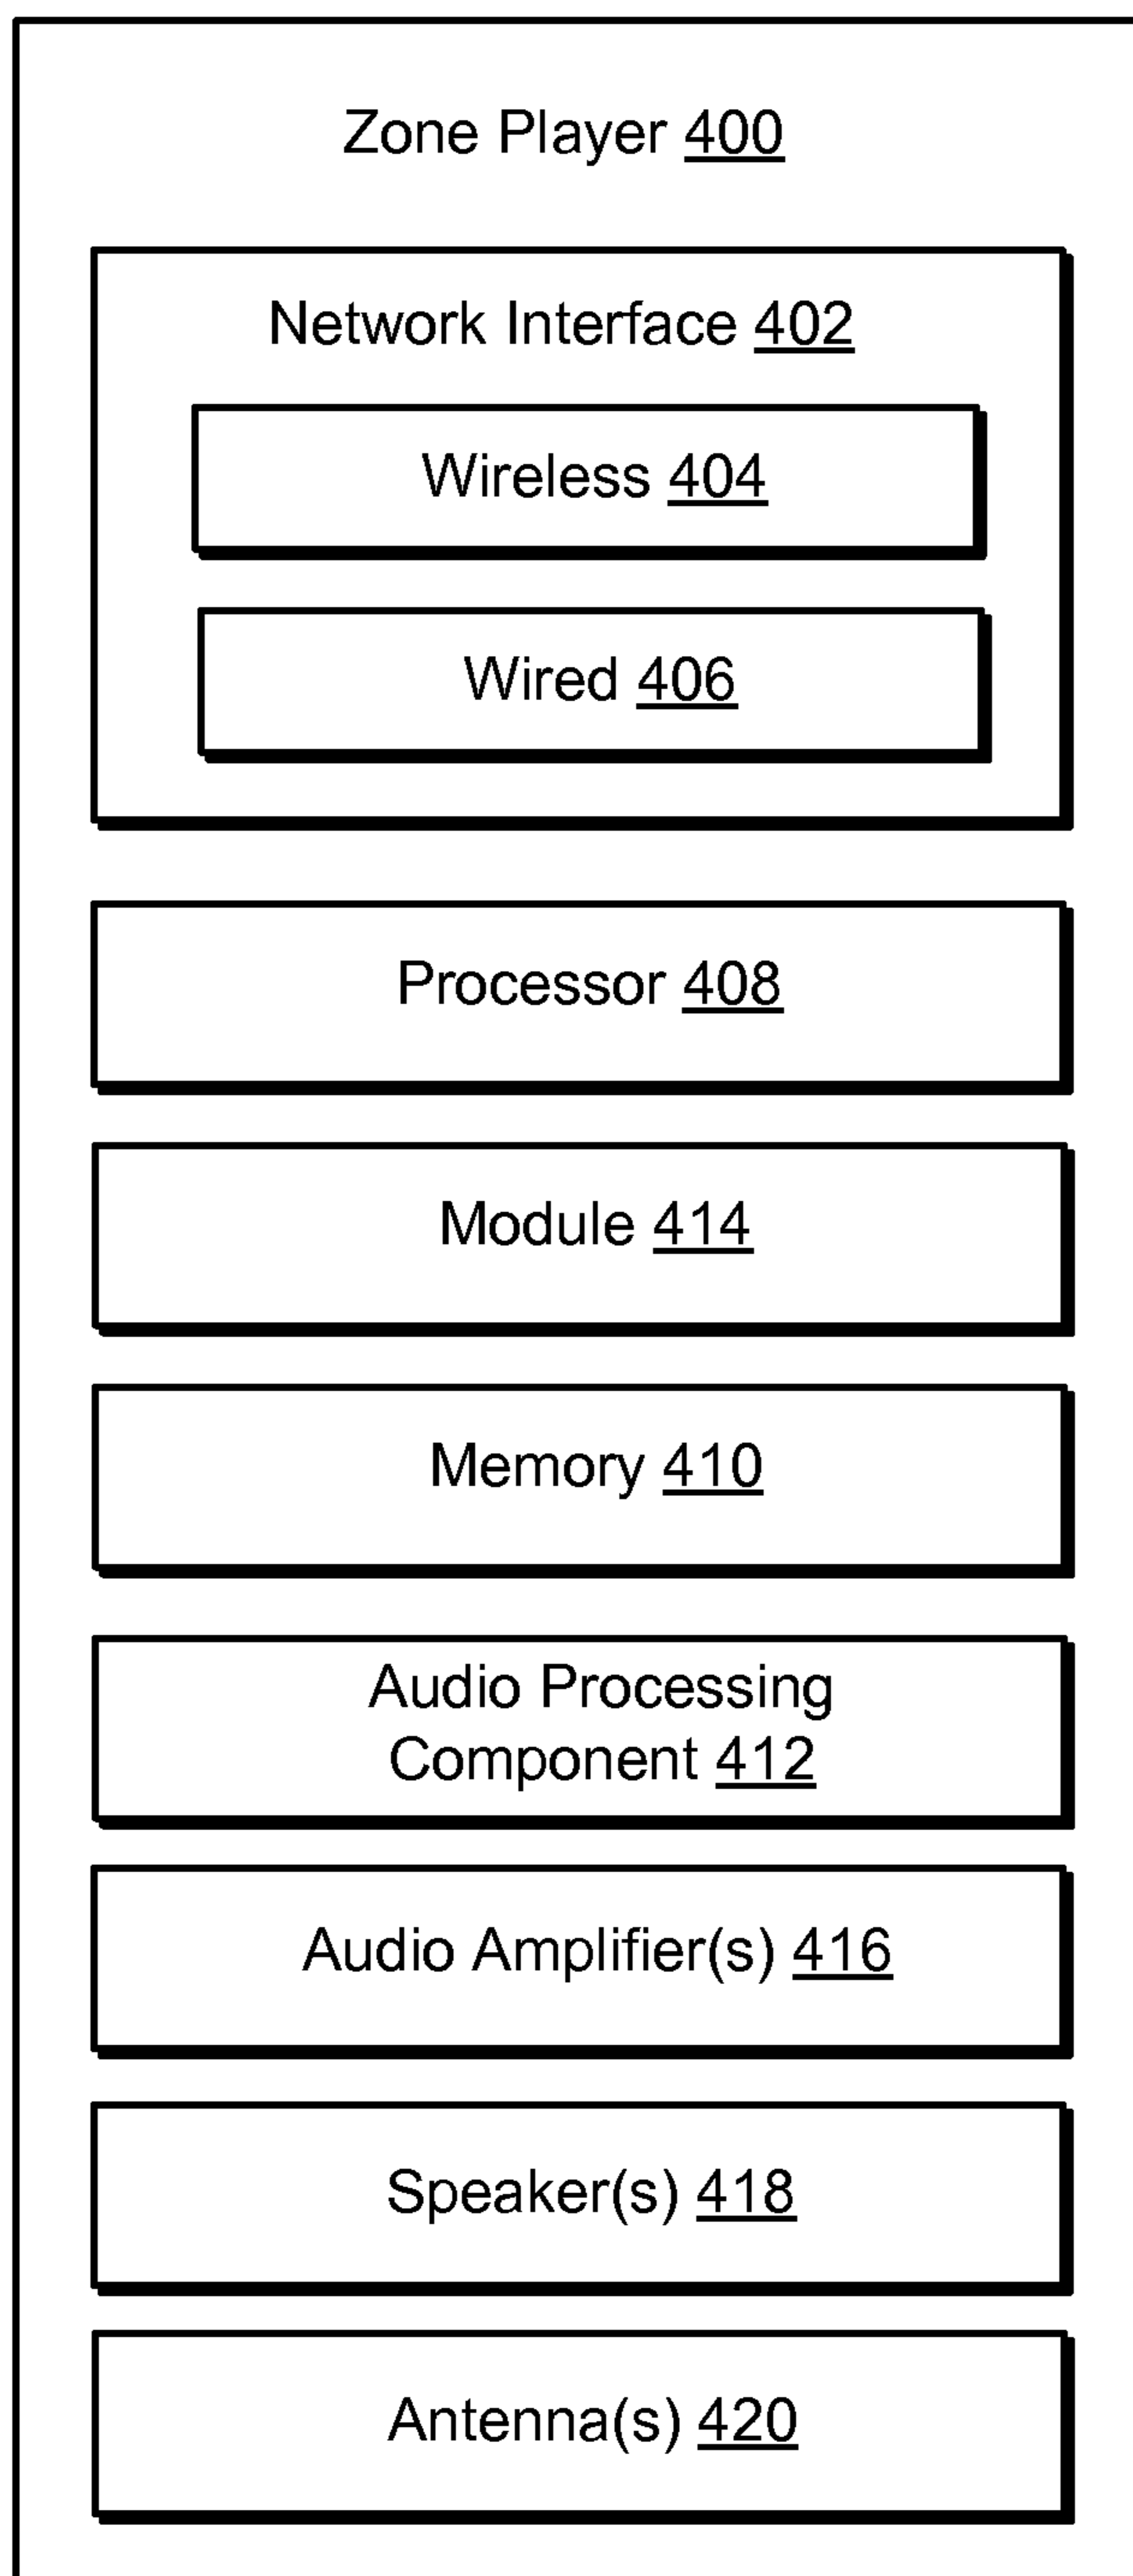 Zone Player 400
Network Interface 402
Wireless 404
Wired 406
Processor 408
Module 414
Memory 410
Audio Processing
Component 412
Audio Amplifier(s) 416
Speaker(s) 418
Antenna(s) 420